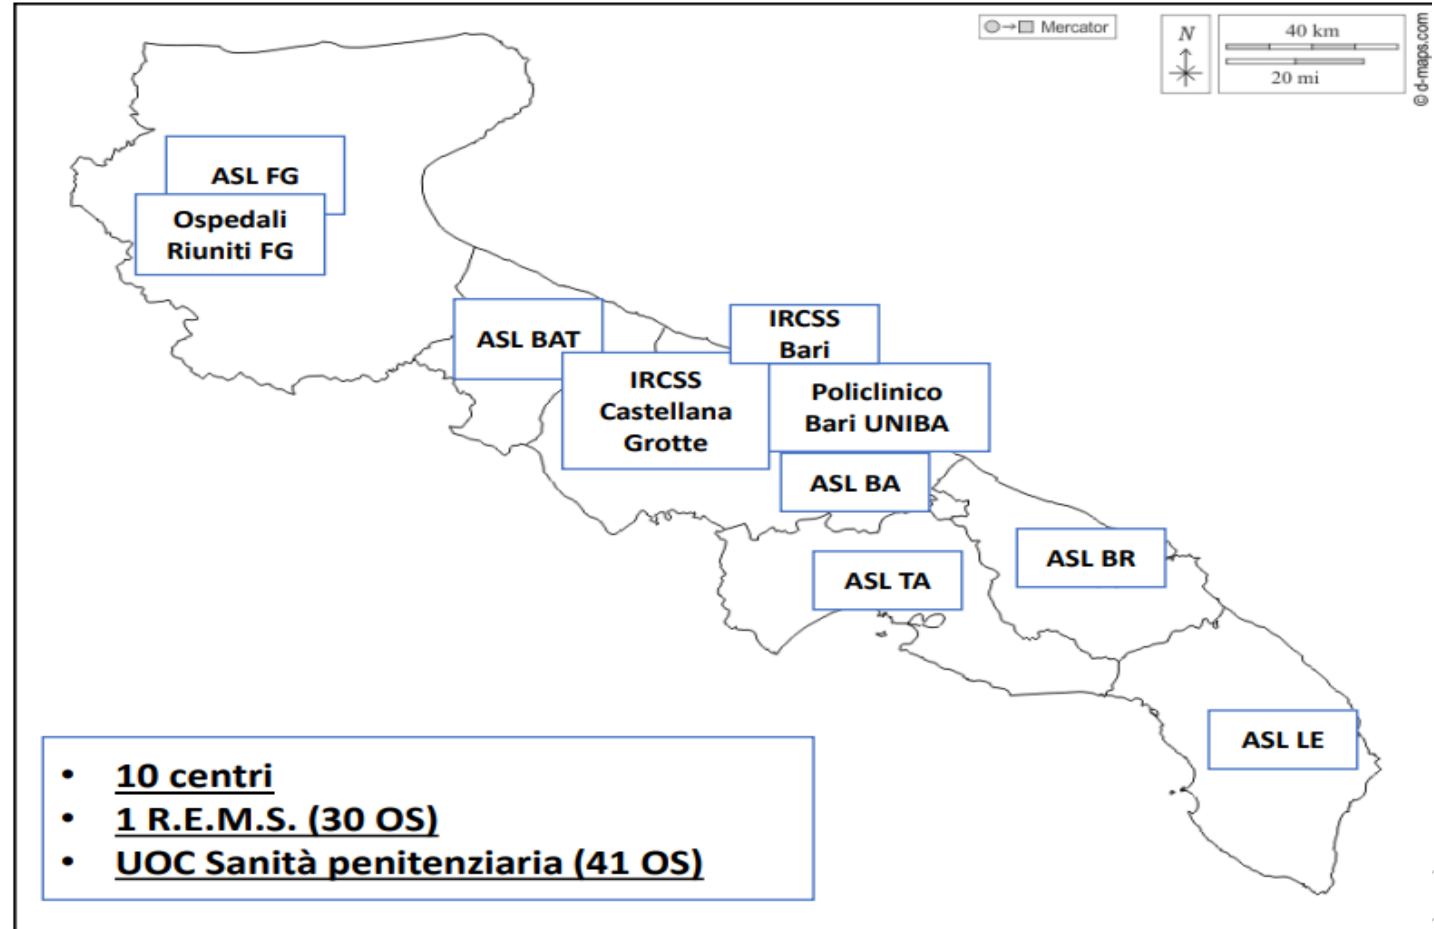 Mercator
N
40 km
20 mi
© d-maps.com
ASL FG
Ospedali
Riuniti FG
ASL BAT
IRCSS
Bari
IRCSS
Castellana
Grotte
Policlinico
Bari UNIBA
ASL BA
ASL BR
ASL TA
ASL LE
• 10 centri
• 1 R.E.M.S. (30 OS)
• UOC Sanità penitenziaria (41 OS)